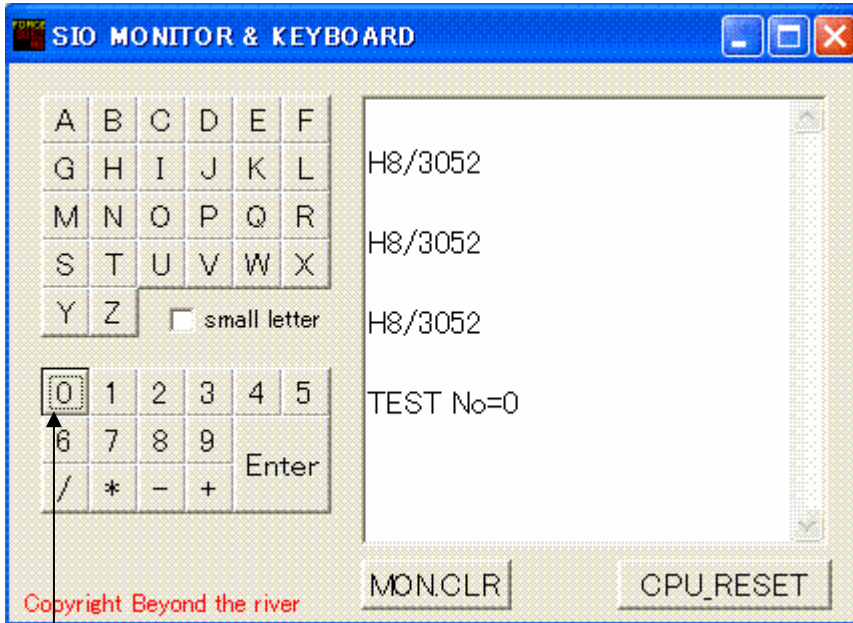 SIO MONITOR & KEYBOARD
A B C D E F
G H I J K L
M N O P Q R
S T U V W X
Y Z small letter
0 1 2 3 4 5
6 7 8 9
Enter
/ * - +
H8/3052
H8/3052
H8/3052
TEST No=0
MON.CLR
CPU_RESET
Copyright Beyond the river